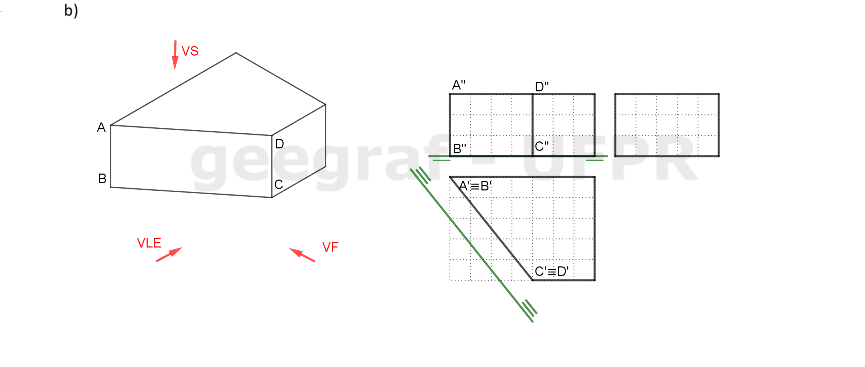 b)
VS
A
D
B
C
VLE
VF
A" D"
B" C"
A'≡B'
C'≡D'
geegraf - UFPR